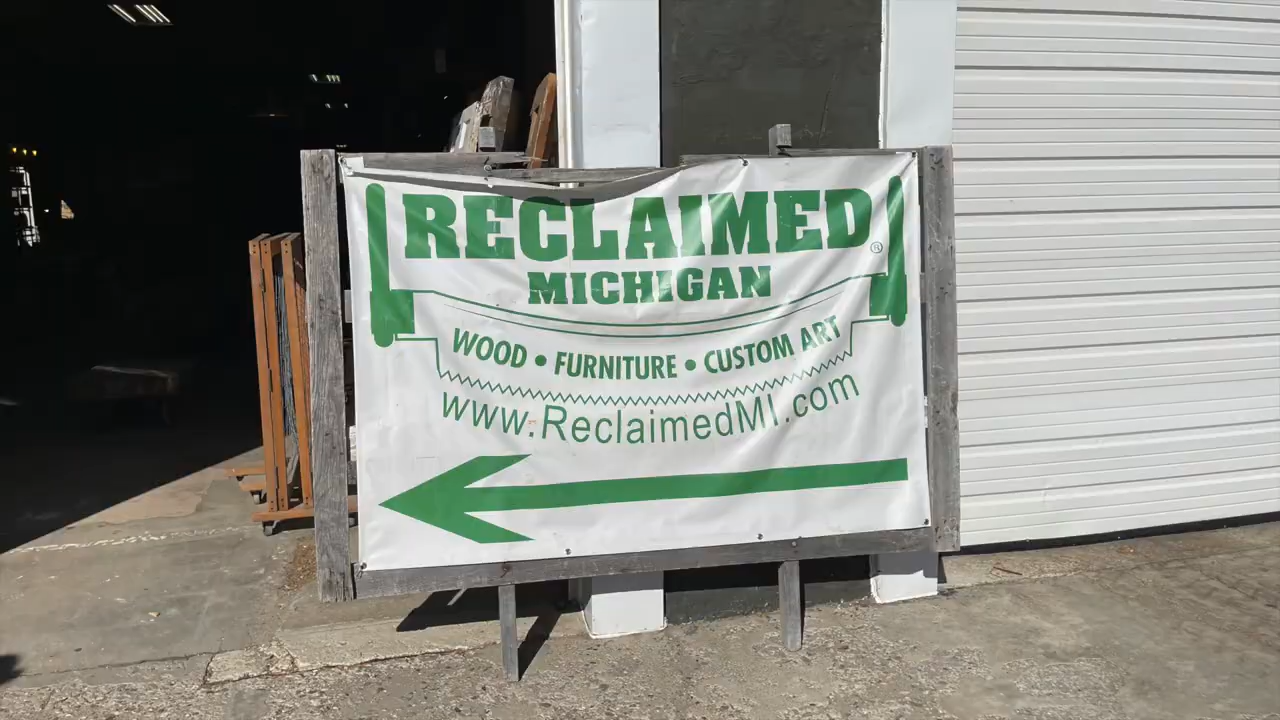 RECLAIMED®
MICHIGAN
WOOD • FURNITURE • CUSTOM ART
www.ReclaimedMI.com